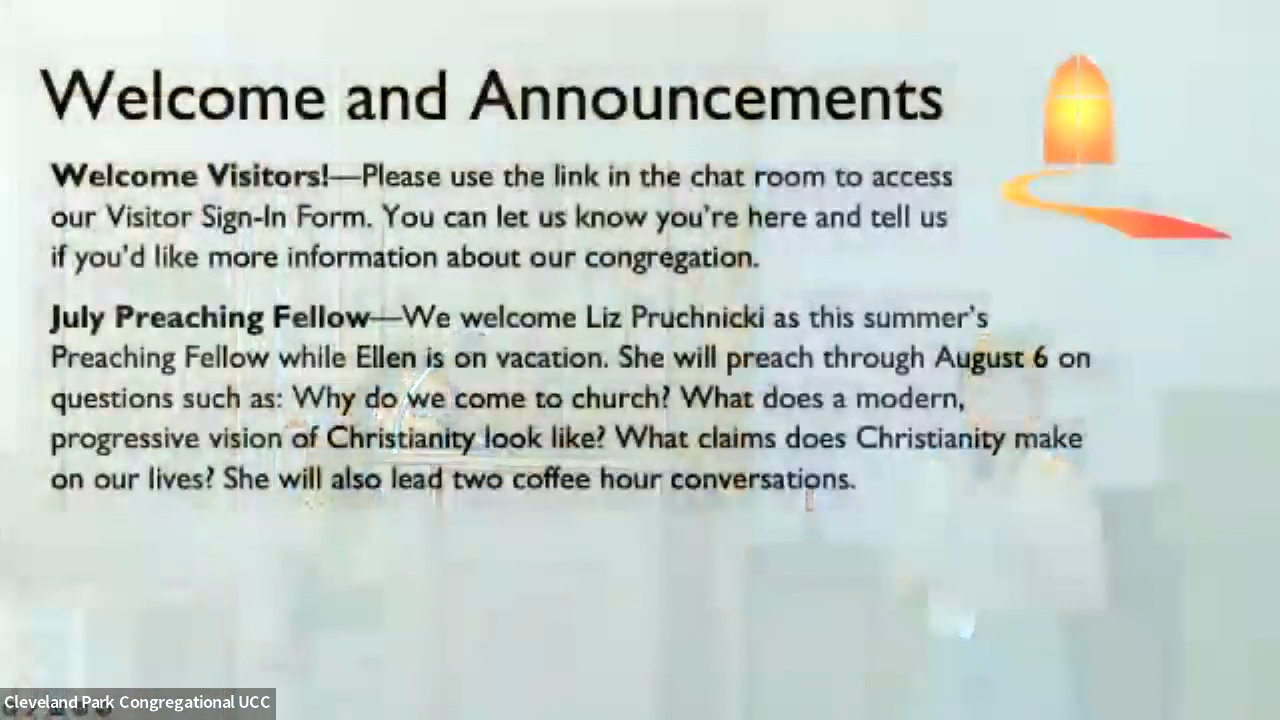 Welcome and Announcements
Welcome Visitors!—Please use the link in the chat room to access
our Visitor Sign-In Form. You can let us know you're here and tell us
if you'd like more information about our congregation.
July Preaching Fellow—We welcome Liz Pruchnicki as this summer's
Preaching Fellow while Ellen is on vacation. She will preach through August 6 on
questions such as: Why do we come to church? What does a modern,
progressive vision of Christianity look like? What claims does Christianity make
on our lives? She will also lead two coffee hour conversations.
Cleveland Park Congregational UCC